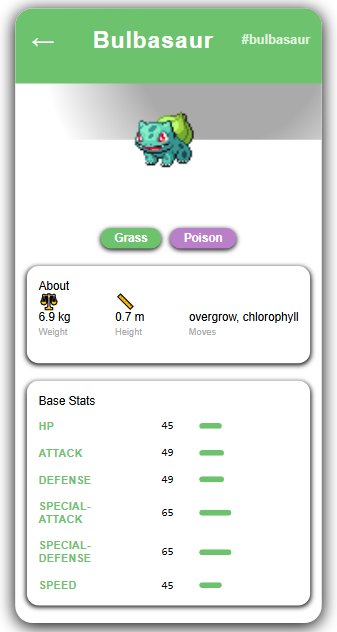 ← Bulbasaur #bulbasaur
Grass Poison
About
6.9 kg 0.7 m overgrow, chlorophyll
Weight Height Moves
Base Stats
HP 45
ATTACK 49
DEFENSE 49
SPECIAL-
ATTACK 65
SPECIAL-
DEFENSE 65
SPEED 45